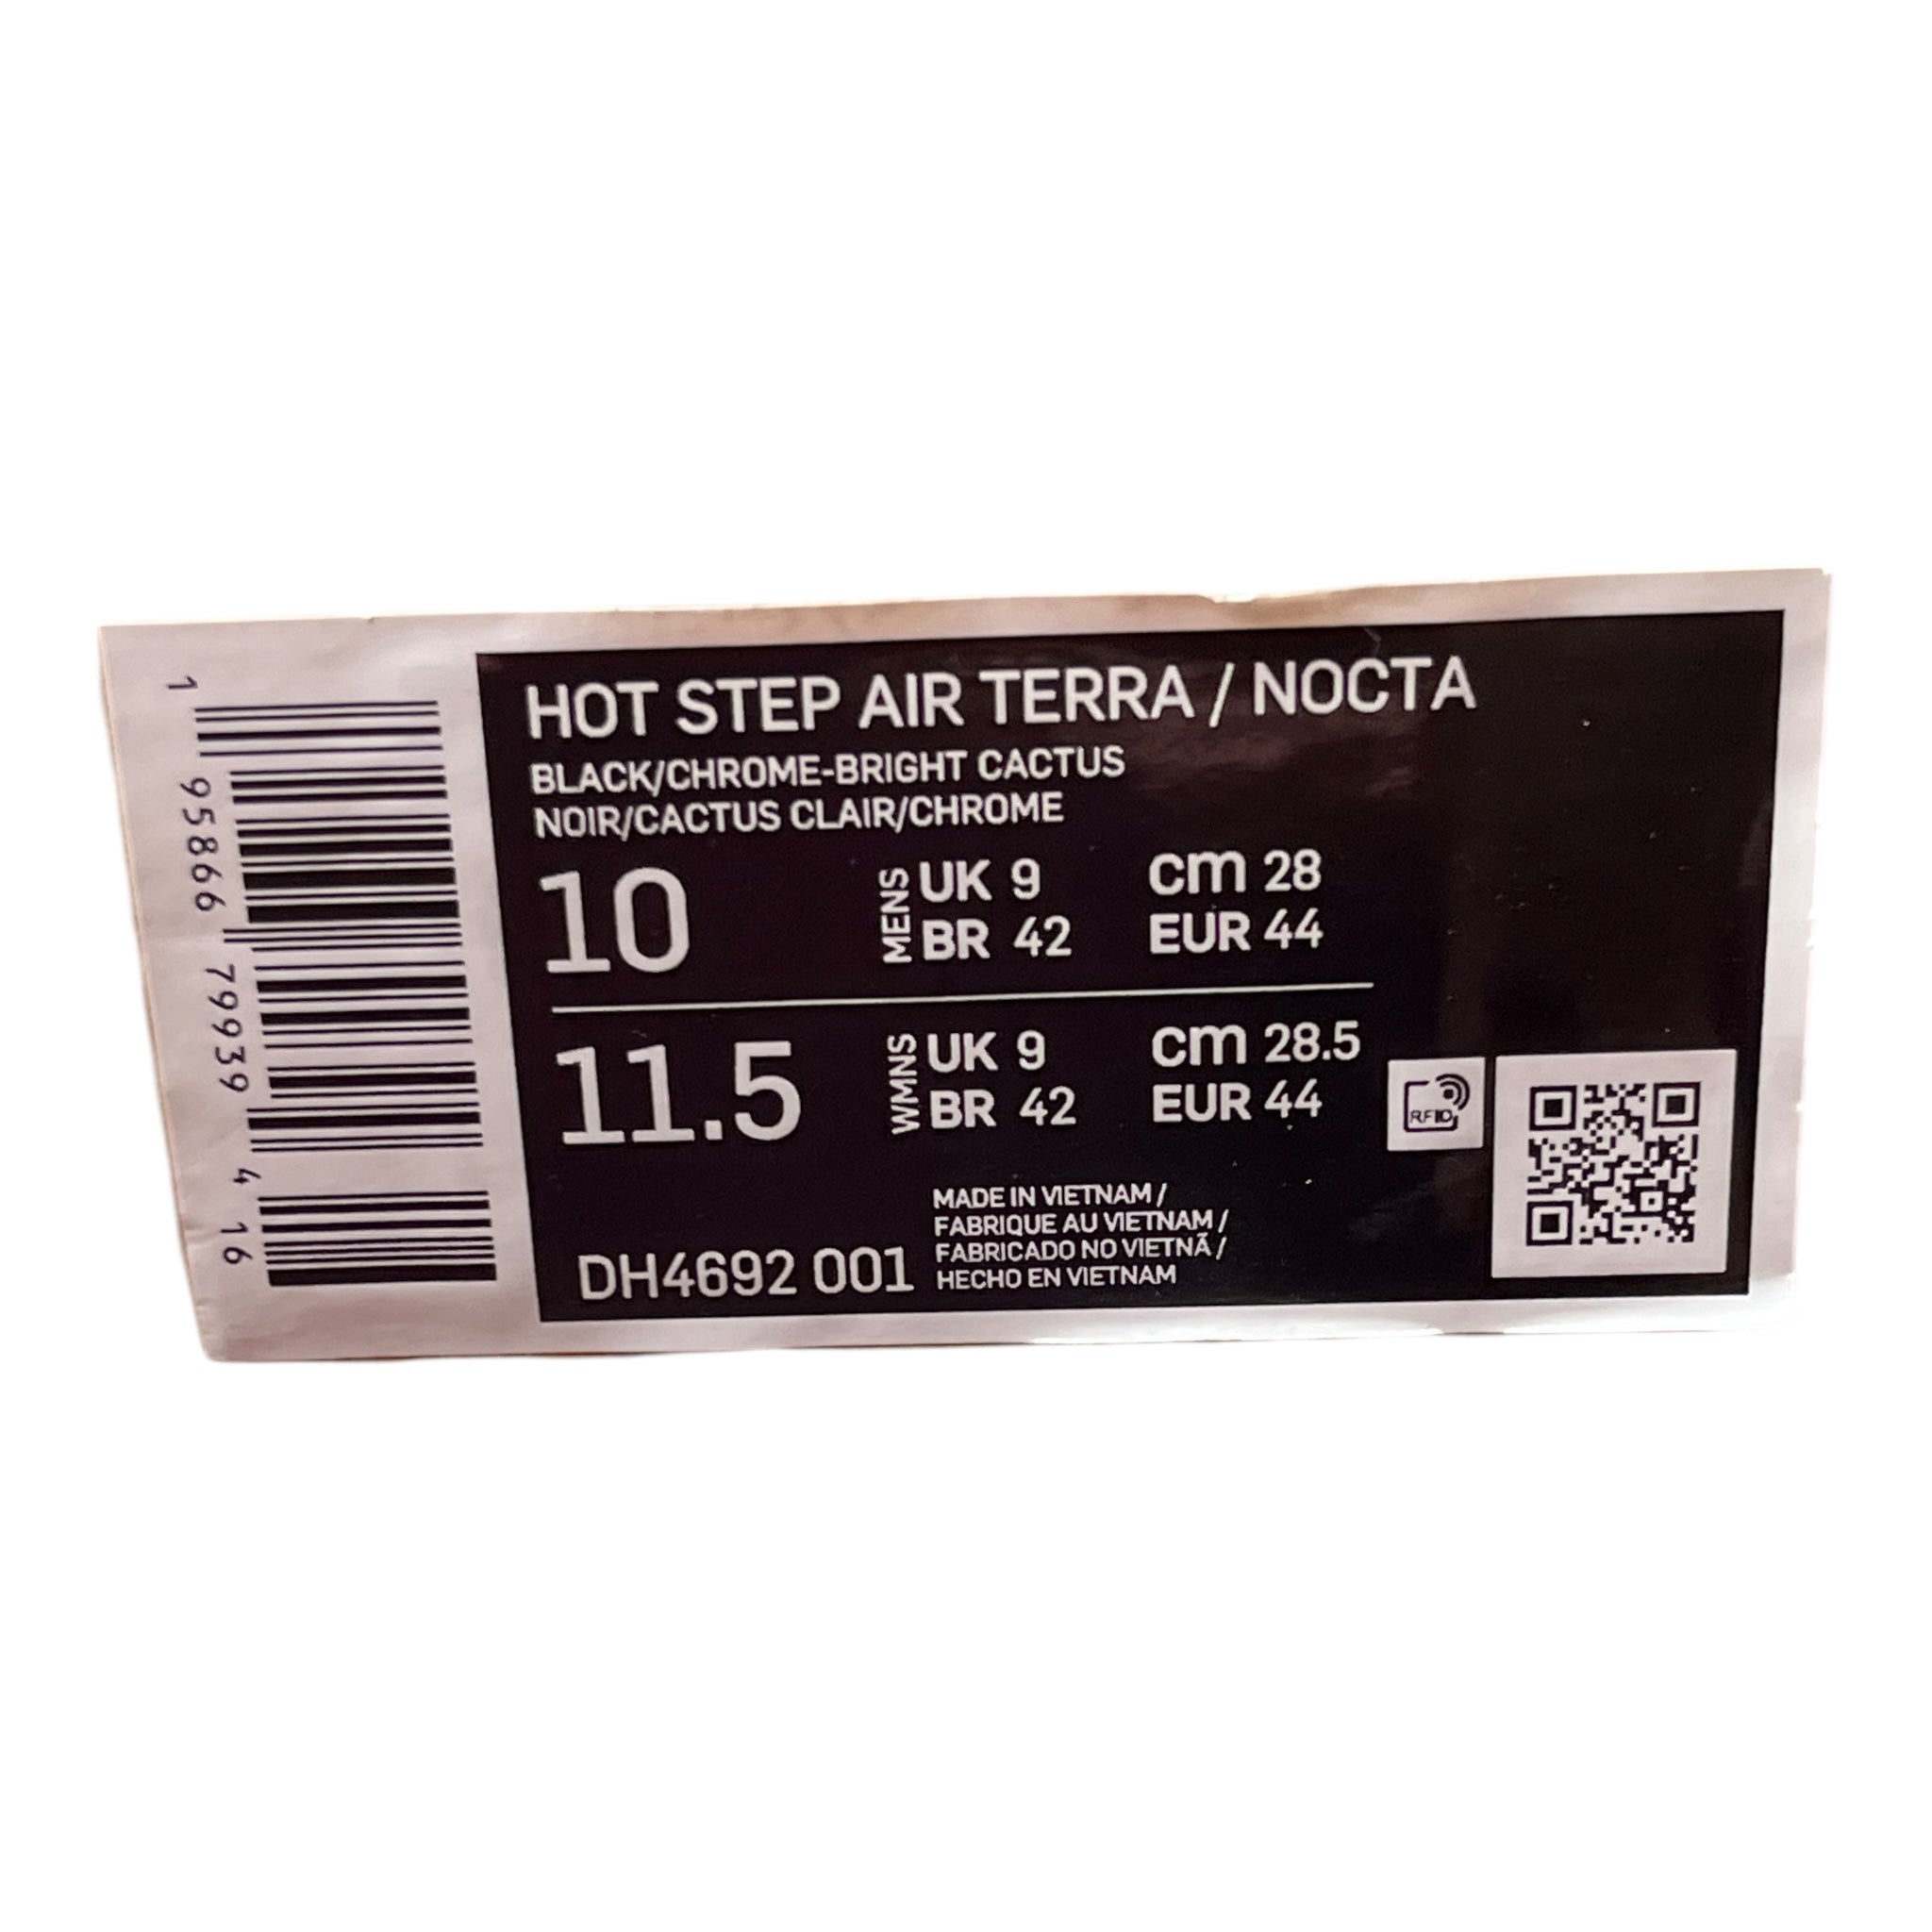 HOT STEP AIR TERRA / NOCTA
BLACK/CHROME-BRIGHT CACTUS
NOIR/CACTUS CLAIR/CHROME
10
MENS
UK 9
cm 28
BR 42
EUR 44
11.5
WMNS
UK 9
cm 28.5
BR 42
EUR 44
RFID
MADE IN VIETNAM /
FABRIQUE AU VIETNAM /
FABRICADO NO VIETNÃ /
HECHO EN VIETNAM
DH4692 001
1 95866 79939 4 16